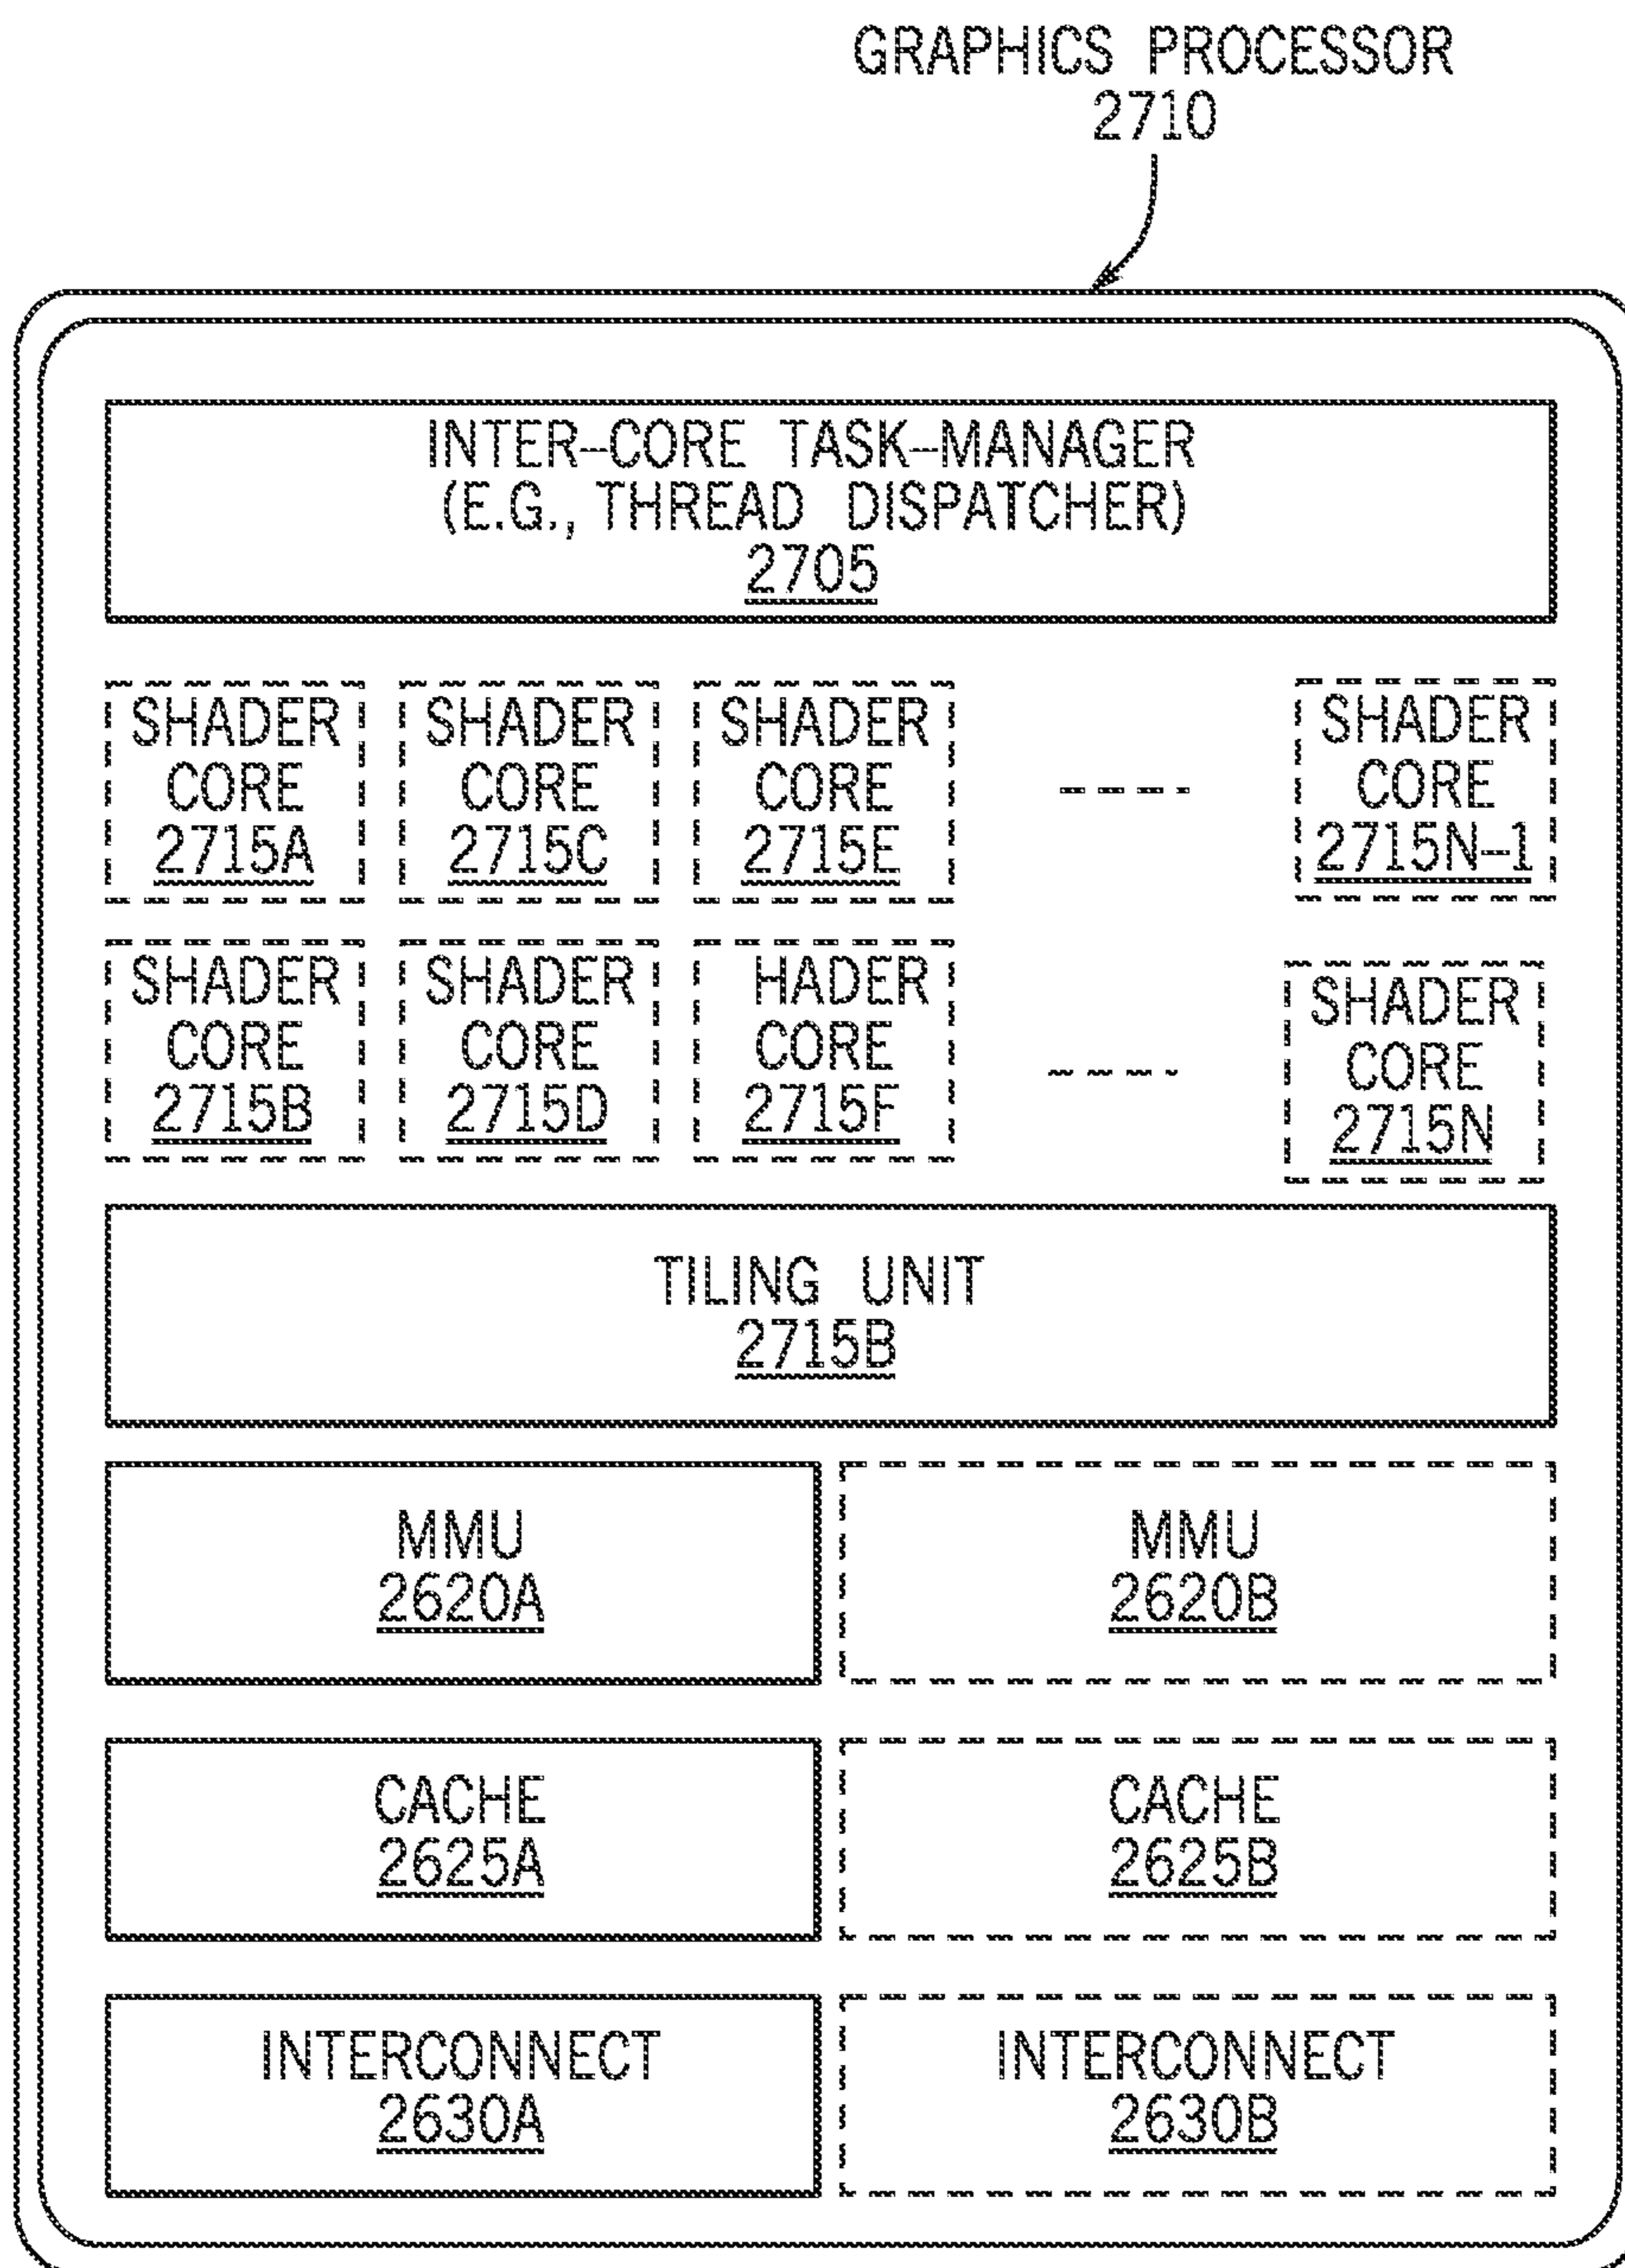 GRAPHICS PROCESSOR
2710
INTER-CORE TASK-MANAGER
(E.G., THREAD DISPATCHER)
2705
SHADER
CORE
2715A
SHADER
CORE
2715C
SHADER
CORE
2715E
SHADER
CORE
2715N-1
SHADER
CORE
2715B
SHADER
CORE
2715D
HADER
CORE
2715F
SHADER
CORE
2715N
TILING UNIT
2715B
MMU
2620A
MMU
2620B
CACHE
2625A
CACHE
2625B
INTERCONNECT
2630A
INTERCONNECT
2630B